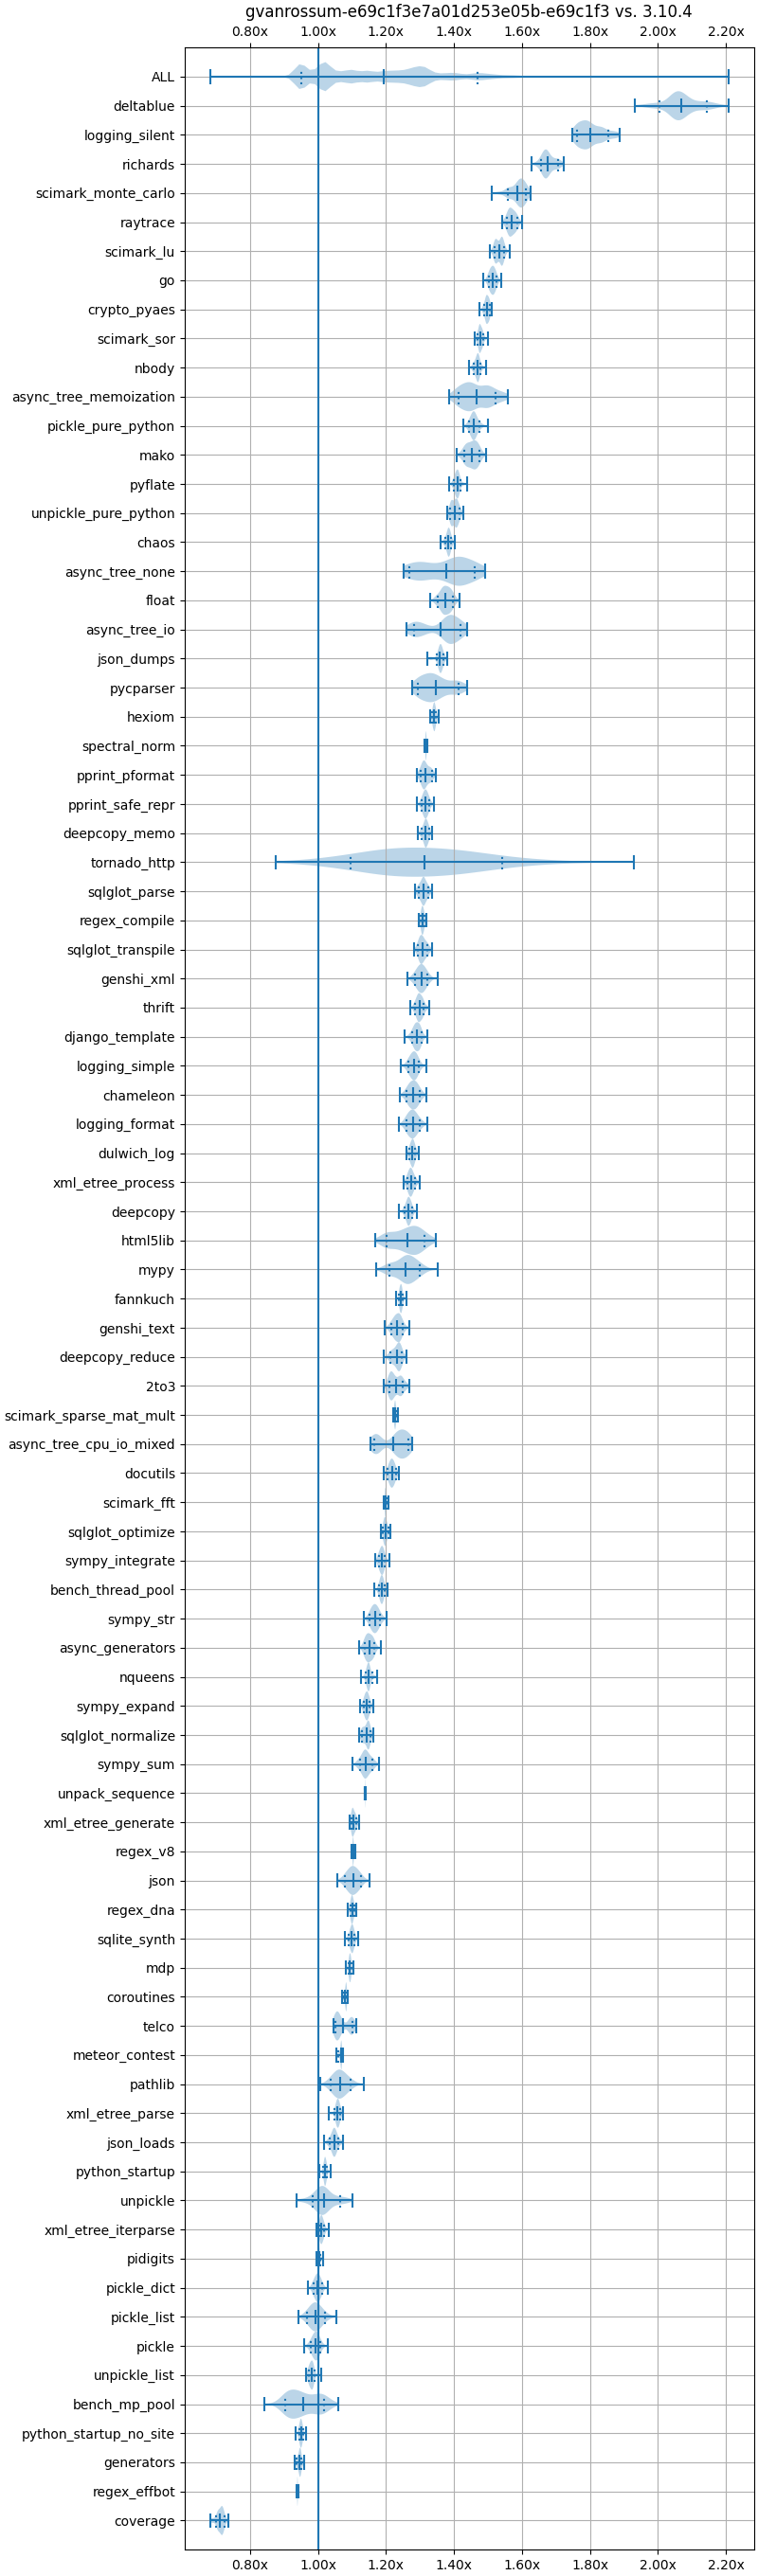 gvanrossum-e69c1f3e7a01d253e05b-e69c1f3 vs. 3.10.4
0.80x 1.00x 1.20x 1.40x 1.60x 1.80x 2.00x 2.20x
ALL
deltablue
logging_silent
richards
scimark_monte_carlo
raytrace
scimark_lu
go
crypto_pyaes
scimark_sor
nbody
async_tree_memoization
pickle_pure_python
mako
pyflate
unpickle_pure_python
chaos
async_tree_none
float
async_tree_io
json_dumps
pycparser
hexiom
spectral_norm
pprint_pformat
pprint_safe_repr
deepcopy_memo
tornado_http
sqlglot_parse
regex_compile
sqlglot_transpile
genshi_xml
thrift
django_template
logging_simple
chameleon
logging_format
dulwich_log
xml_etree_process
deepcopy
html5lib
mypy
fannkuch
genshi_text
deepcopy_reduce
2to3
scimark_sparse_mat_mult
async_tree_cpu_io_mixed
docutils
scimark_fft
sqlglot_optimize
sympy_integrate
bench_thread_pool
sympy_str
async_generators
nqueens
sympy_expand
sqlglot_normalize
sympy_sum
unpack_sequence
xml_etree_generate
regex_v8
json
regex_dna
sqlite_synth
mdp
coroutines
telco
meteor_contest
pathlib
xml_etree_parse
json_loads
python_startup
unpickle
xml_etree_iterparse
pidigits
pickle_dict
pickle_list
pickle
unpickle_list
bench_mp_pool
python_startup_no_site
generators
regex_effbot
coverage
0.80x 1.00x 1.20x 1.40x 1.60x 1.80x 2.00x 2.20x